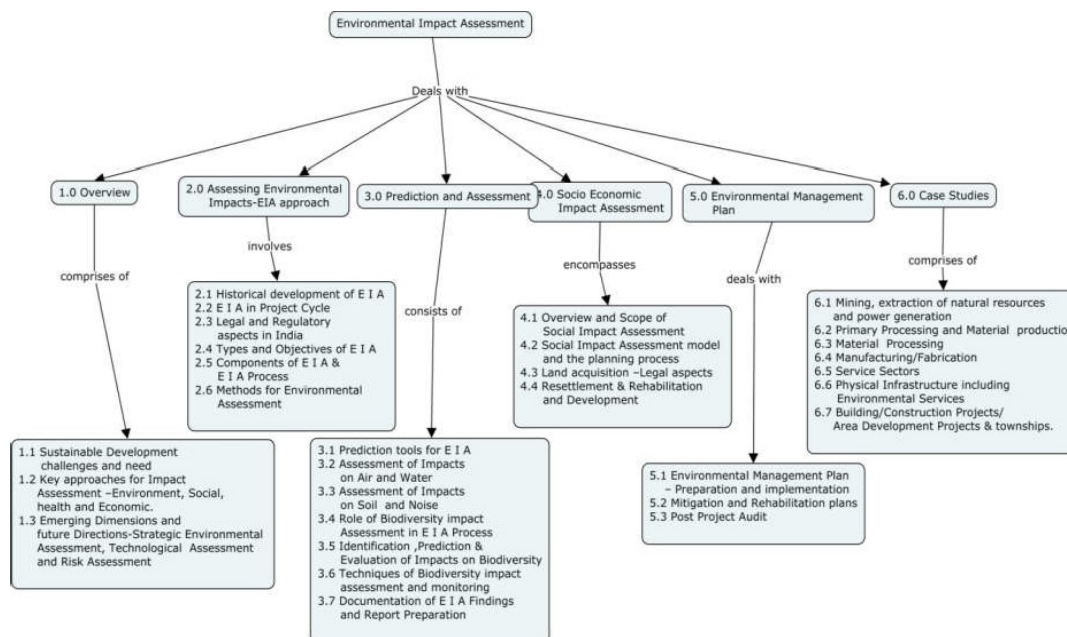 Environmental Impact Assessment
Deals with
1.0 Overview
2.0 Assessing Environmental
Impacts-EIA approach
3.0 Prediction and Assessment
4.0 Socio Economic
Impact Assessment
5.0 Environmental Management
Plan
6.0 Case Studies
comprises of
involves
consists of
encompasses
deals with
comprises of
1.1 Sustainable Development
challenges and need
1.2 Key approaches for Impact
Assessment –Environment, Social,
health and Economic.
1.3 Emerging Dimensions and
future Directions-Strategic Environmental
Assessment, Technological Assessment
and Risk Assessment
2.1 Historical development of E I A
2.2 E I A in Project Cycle
2.3 Legal and Regulatory
aspects in India
2.4 Types and Objectives of E I A
2.5 Components of E I A &
E I A Process
2.6 Methods for Environmental
Assessment
3.1 Prediction tools for E I A
3.2 Assessment of Impacts
on Air and Water
3.3 Assessment of Impacts
on Soil and Noise
3.4 Role of Biodiversity impact
Assessment in E I A Process
3.5 Identification ,Prediction &
Evaluation of Impacts on Biodiversity
3.6 Techniques of Biodiversity impact
assessment and monitoring
3.7 Documentation of E I A Findings
and Report Preparation
4.1 Overview and Scope of
Social Impact Assessment
4.2 Social Impact Assessment model
and the planning process
4.3 Land acquisition –Legal aspects
4.4 Resettlement & Rehabilitation
and Development
5.1 Environmental Management Plan
– Preparation and implementation
5.2 Mitigation and Rehabilitation plans
5.3 Post Project Audit
6.1 Mining, extraction of natural resources
and power generation
6.2 Primary Processing and Material production
6.3 Material Processing
6.4 Manufacturing/Fabrication
6.5 Service Sectors
6.6 Physical Infrastructure including
Environmental Services
6.7 Building/Construction Projects/
Area Development Projects & townships.